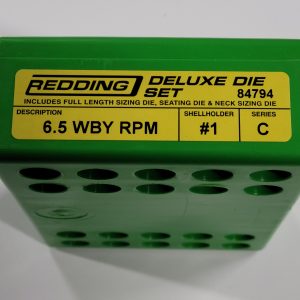 REDDING DELUXE DIE
SET 84794
INCLUDES FULL LENGTH SIZING DIE, SEATING DIE & NECK SIZING DIE
DESCRIPTION SHELLHOLDER SERIES
6.5 WBY RPM #1 C